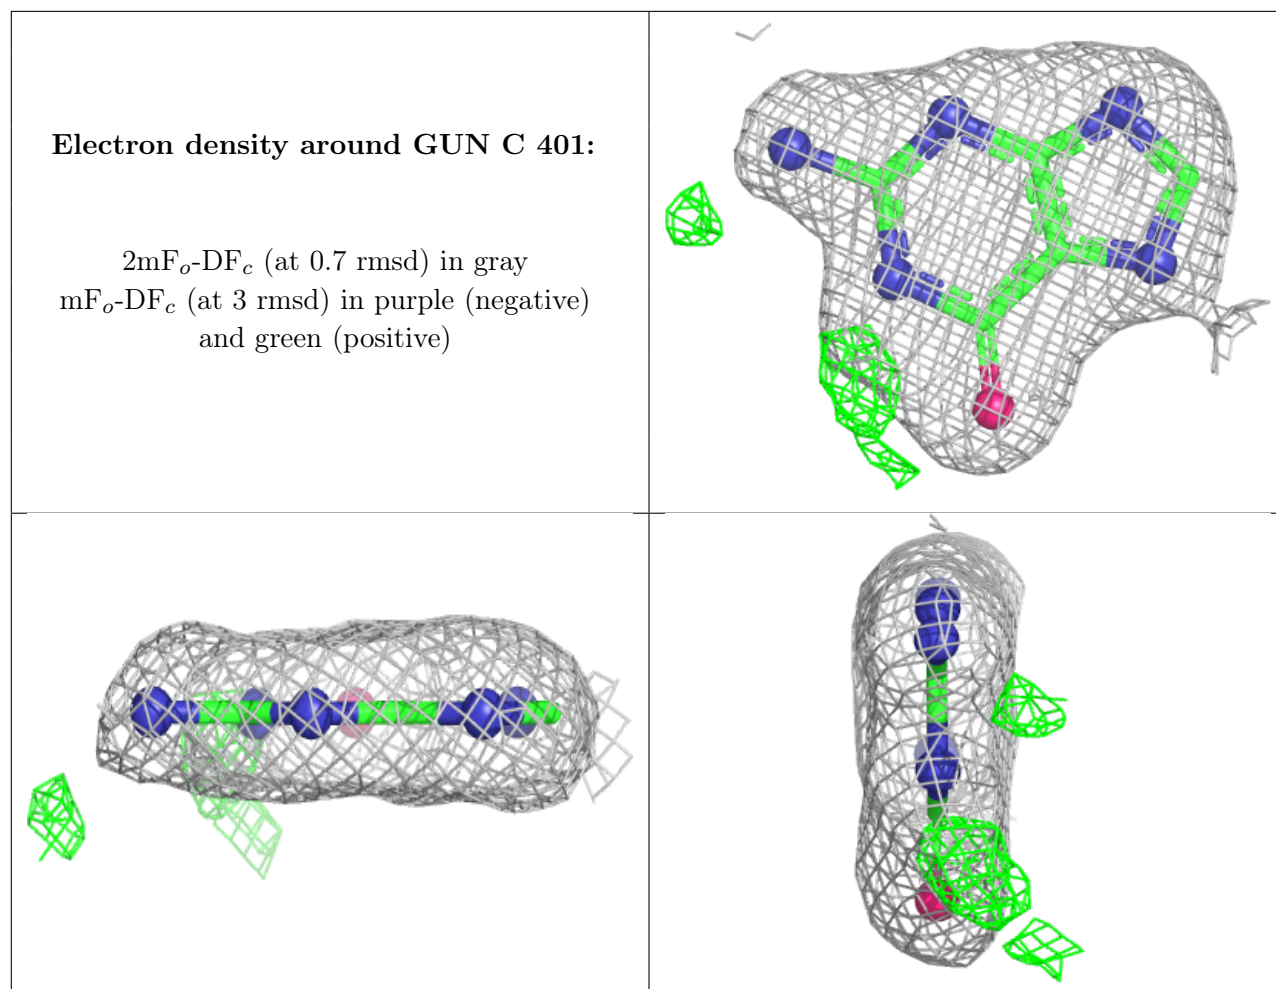 Electron density around GUN C 401:
2mFo-DFc (at 0.7 rmsd) in gray
mFo-DFc (at 3 rmsd) in purple (negative)
and green (positive)